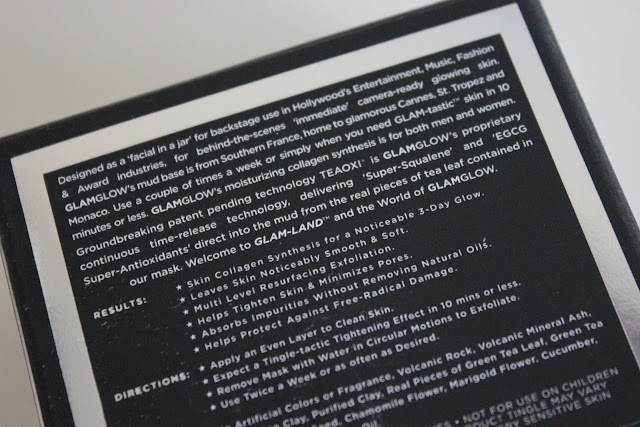 Designed as a 'facial in a jar' for backstage use in Hollywood's Entertainment, Music, Fashion
& Award Industries, for behind-the-scenes 'immediate' camera-ready glowing skin.
GLAMGLOW's mud base is from Southern France, home to glamorous Cannes, St. Tropez and
Monaco. Use a couple of times a week or simply when you need GLAM-tastic™ skin in 10
minutes or less. GLAMGLOW's moisturizing collagen synthesis is for both men and women.
Groundbreaking patent pending technology TEAOXI® is GLAMGLOW's proprietary
continuous time-release technology, delivering 'Super-Squalene' and 'EGCG
Super-Antioxidants' direct into the mud from the real pieces of tea leaf contained in
our mask. Welcome to GLAM-LAND™ and the World of GLAMGLOW.
RESULTS: * Skin Collagen Synthesis for a Noticeable 3-Day Glow.
* Leaves Skin Noticeably Smooth & Soft.
* Multi Level Resurfacing Exfoliation.
* Helps Tighten Skin & Minimizes Pores.
* Absorbs Impurities Without Removing Natural Oils.
* Helps Protect Against Free-Radical Damage.
DIRECTIONS: * Apply an Even Layer to Clean Skin.
* Expect a Tingle-tactic Tightening Effect in 10 mins or less.
* Remove Mask with Water in Circular Motions to Exfoliate.
* Use Twice a Week or as often as Desired.
Artificial Colors or Fragrance, Volcanic Rock, Volcanic Mineral Ash,
Clay, Purified Clay, Real Pieces of Green Tea Leaf, Green Tea
Seed, Chamomile Flower, Marigold Flower, Cucumber,
• NOT FOR USE ON CHILDREN
PRODUCT TINGLE MAY VARY
BY SENSITIVE SKIN